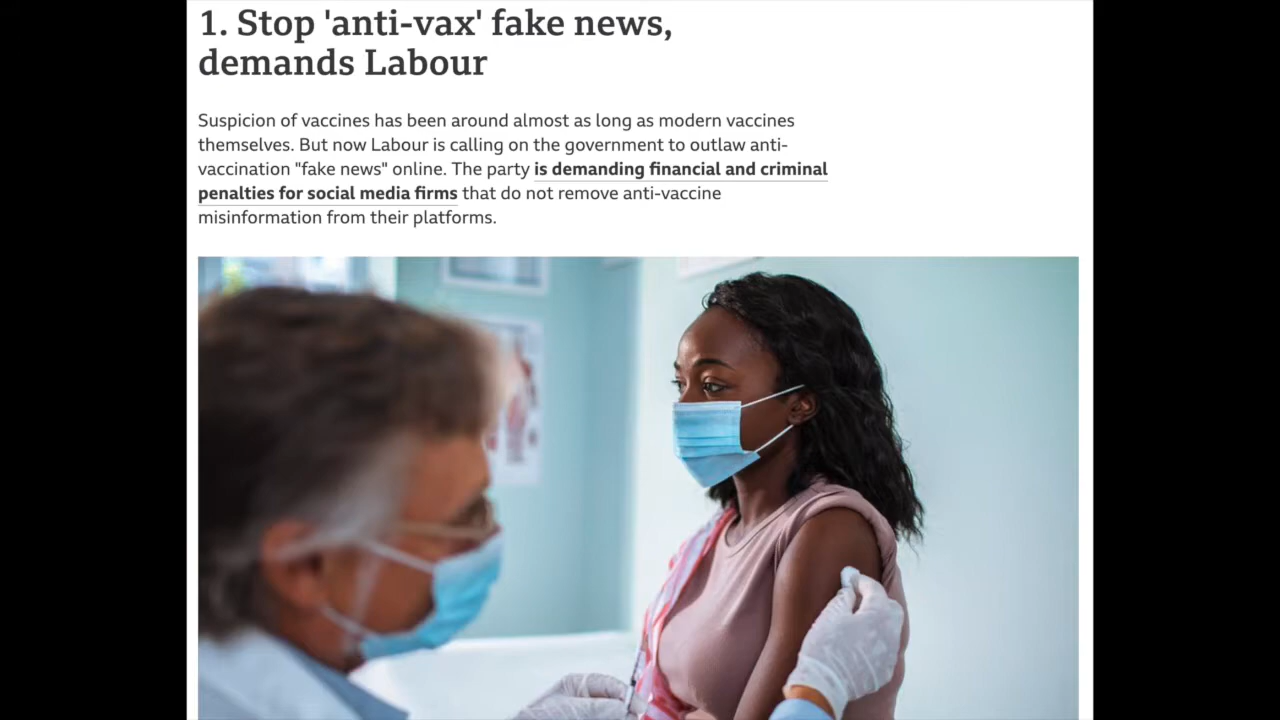 1. Stop 'anti-vax' fake news,
demands Labour
Suspicion of vaccines has been around almost as long as modern vaccines
themselves. But now Labour is calling on the government to outlaw anti-
vaccination "fake news" online. The party is demanding financial and criminal
penalties for social media firms that do not remove anti-vaccine
misinformation from their platforms.